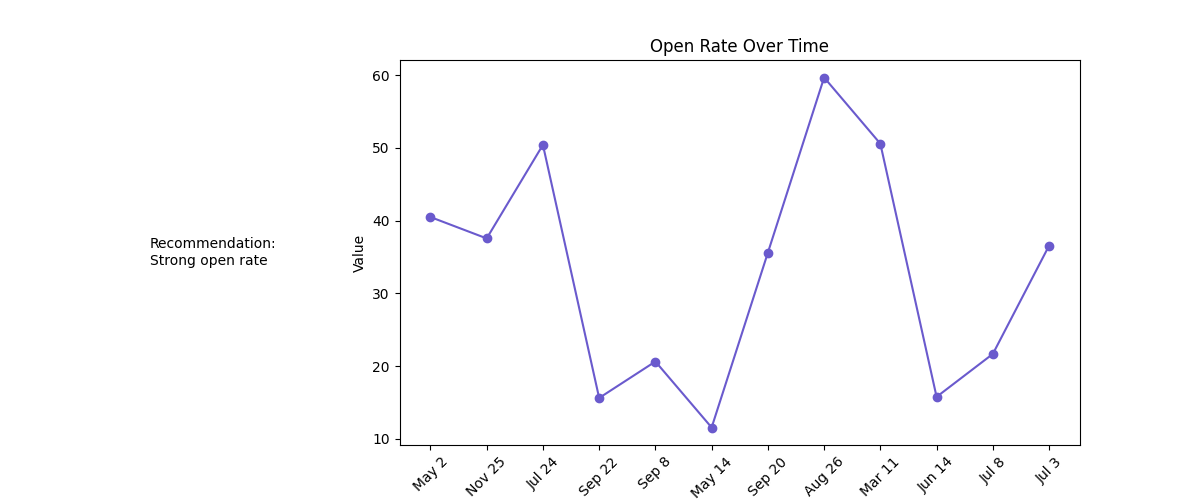 Open Rate Over Time
Recommendation:
Strong open rate
Value
60
50
40
30
20
10
May 2
Nov 25
Jul 24
Sep 22
Sep 8
May 14
Sep 20
Aug 26
Mar 11
Jun 14
Jul 8
Jul 3